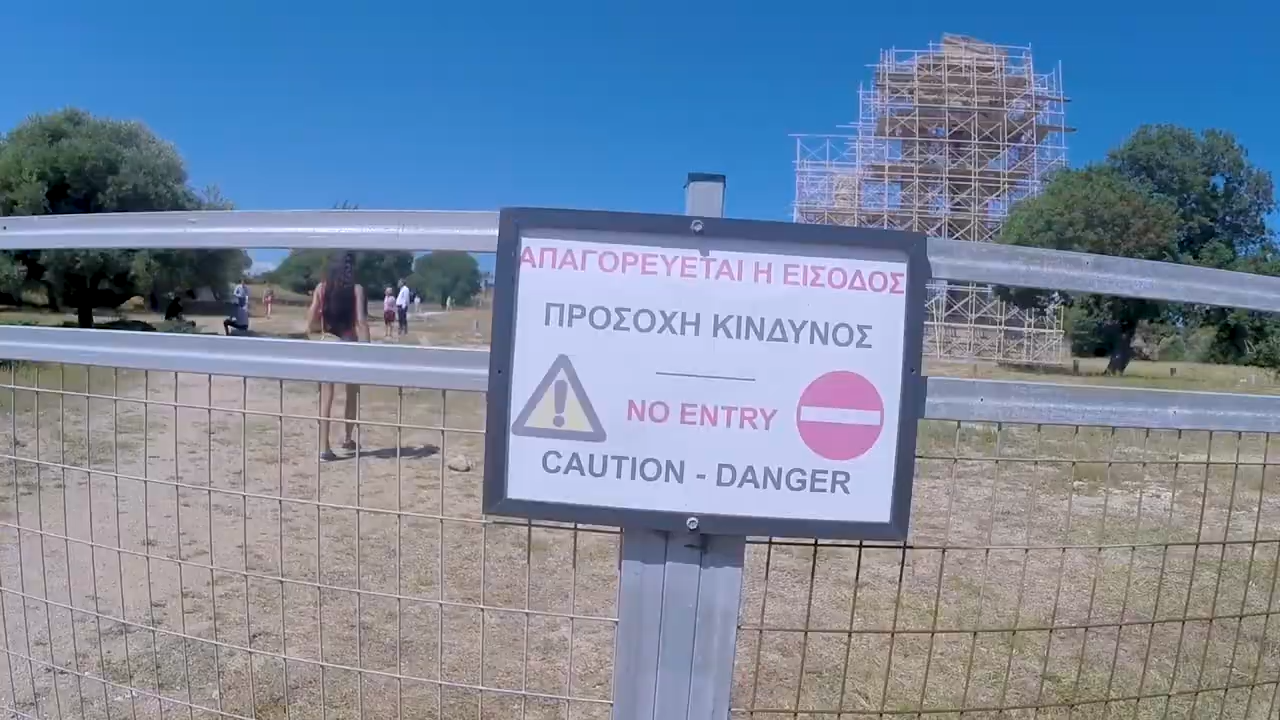 ΑΠΑΓΟΡΕΥΕΤΑΙ Η ΕΙΣΟΔΟΣ
ΠΡΟΣΟΧΗ ΚΙΝΔΥΝΟΣ
NO ENTRY
CAUTION - DANGER